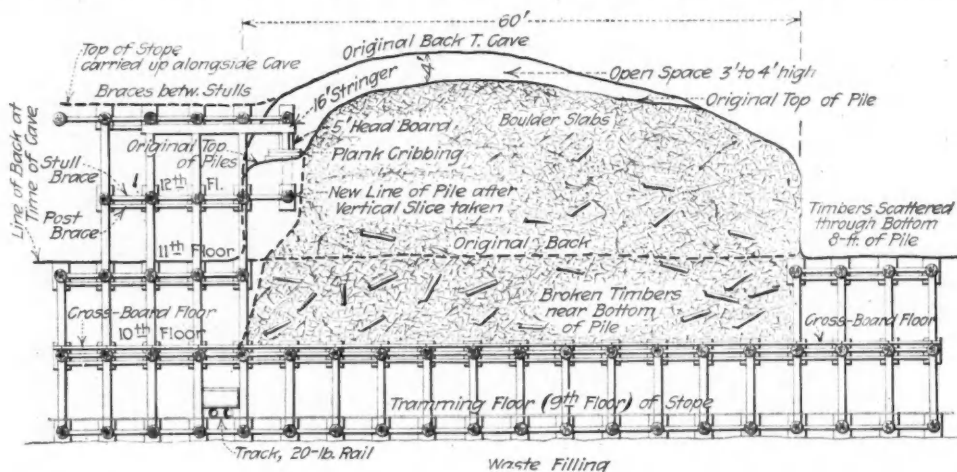 60'
Top of Stope
carried up alongside Cave
Original Back T. Cave
4'
Open Space 3' to 4' high
Braces betw. Stulls
16' Stringer
Original Top of Pile
5' Head Board
Boulder Slabs
Original Top
of Piles
Plank Cribbing
Line of Back at
Time of Cave
Stull
Brace
12th Fl.
New Line of Pile after
Vertical Slice taken
Post
Brace
11th Floor
Original Back
Timbers Scattered
through Bottom
8-ft. of Pile
Cross-Board Floor
10th Floor
Broken Timbers
near Bottom
of Pile
Cross-Board Floor
Tramming Floor (9th Floor) of Stope
Track, 20-lb. Rail
Waste Filling